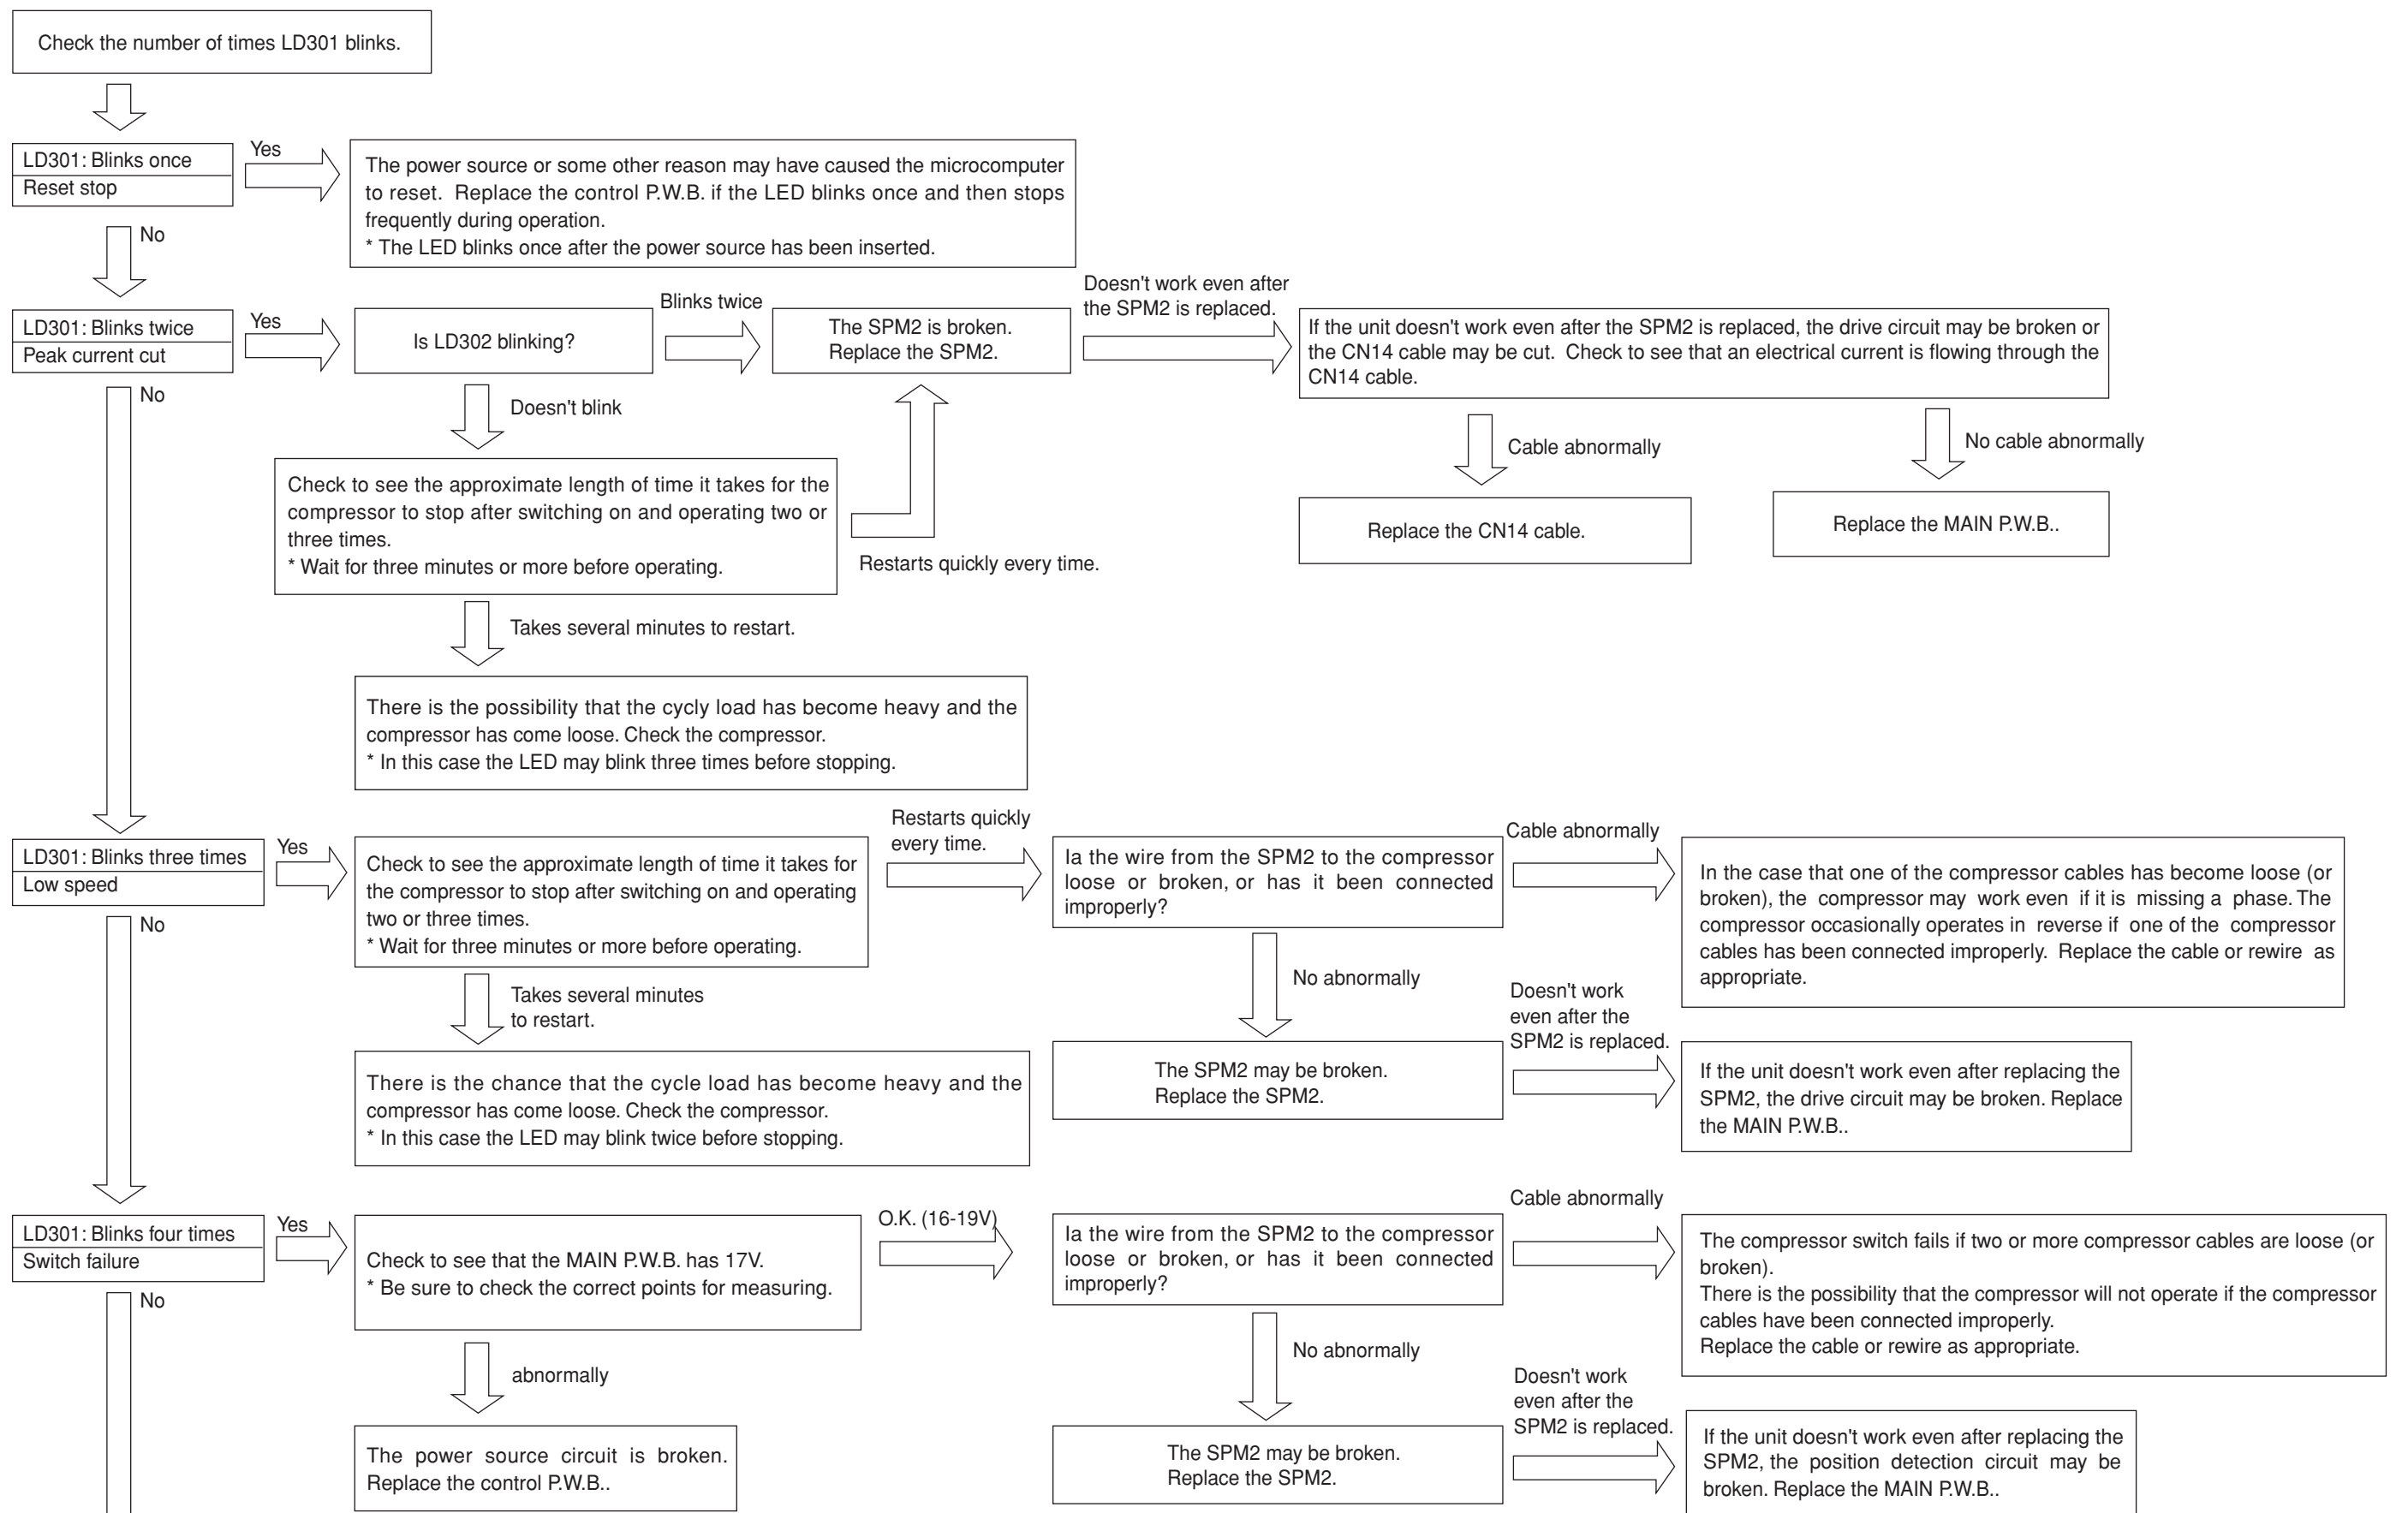 Check the number of times LD301 blinks.
LD301: Blinks once
Reset stop
Yes
The power source or some other reason may have caused the microcomputer
to reset. Replace the control P.W.B. if the LED blinks once and then stops
frequently during operation.
* The LED blinks once after the power source has been inserted.
No
LD301: Blinks twice
Peak current cut
Yes
Is LD302 blinking?
Blinks twice
The SPM2 is broken.
Replace the SPM2.
Doesn't work even after
the SPM2 is replaced.
If the unit doesn't work even after the SPM2 is replaced, the drive circuit may be broken or
the CN14 cable may be cut. Check to see that an electrical current is flowing through the
CN14 cable.
No
Doesn't blink
Cable abnormally
No cable abnormally
Check to see the approximate length of time it takes for the
compressor to stop after switching on and operating two or
three times.
* Wait for three minutes or more before operating.
Restarts quickly every time.
Replace the CN14 cable.
Replace the MAIN P.W.B..
Takes several minutes to restart.
There is the possibility that the cycly load has become heavy and the
compressor has come loose. Check the compressor.
* In this case the LED may blink three times before stopping.
LD301: Blinks three times
Low speed
Yes
Check to see the approximate length of time it takes for
the compressor to stop after switching on and operating
two or three times.
* Wait for three minutes or more before operating.
Restarts quickly
every time.
Ia the wire from the SPM2 to the compressor
loose or broken, or has it been connected
improperly?
Cable abnormally
In the case that one of the compressor cables has become loose (or
broken), the compressor may work even if it is missing a phase. The
compressor occasionally operates in reverse if one of the compressor
cables has been connected improperly. Replace the cable or rewire as
appropriate.
No
Takes several minutes
to restart.
No abnormally
Doesn't work
even after the
SPM2 is replaced.
There is the chance that the cycle load has become heavy and the
compressor has come loose. Check the compressor.
* In this case the LED may blink twice before stopping.
The SPM2 may be broken.
Replace the SPM2.
If the unit doesn't work even after replacing the
SPM2, the drive circuit may be broken. Replace
the MAIN P.W.B..
LD301: Blinks four times
Switch failure
Yes
Check to see that the MAIN P.W.B. has 17V.
* Be sure to check the correct points for measuring.
O.K. (16-19V)
Ia the wire from the SPM2 to the compressor
loose or broken, or has it been connected
improperly?
Cable abnormally
The compressor switch fails if two or more compressor cables are loose (or
broken).
There is the possibility that the compressor will not operate if the compressor
cables have been connected improperly.
Replace the cable or rewire as appropriate.
No
abnormally
No abnormally
Doesn't work
even after the
SPM2 is replaced.
The power source circuit is broken.
Replace the control P.W.B..
The SPM2 may be broken.
Replace the SPM2.
If the unit doesn't work even after replacing the
SPM2, the position detection circuit may be
broken. Replace the MAIN P.W.B..